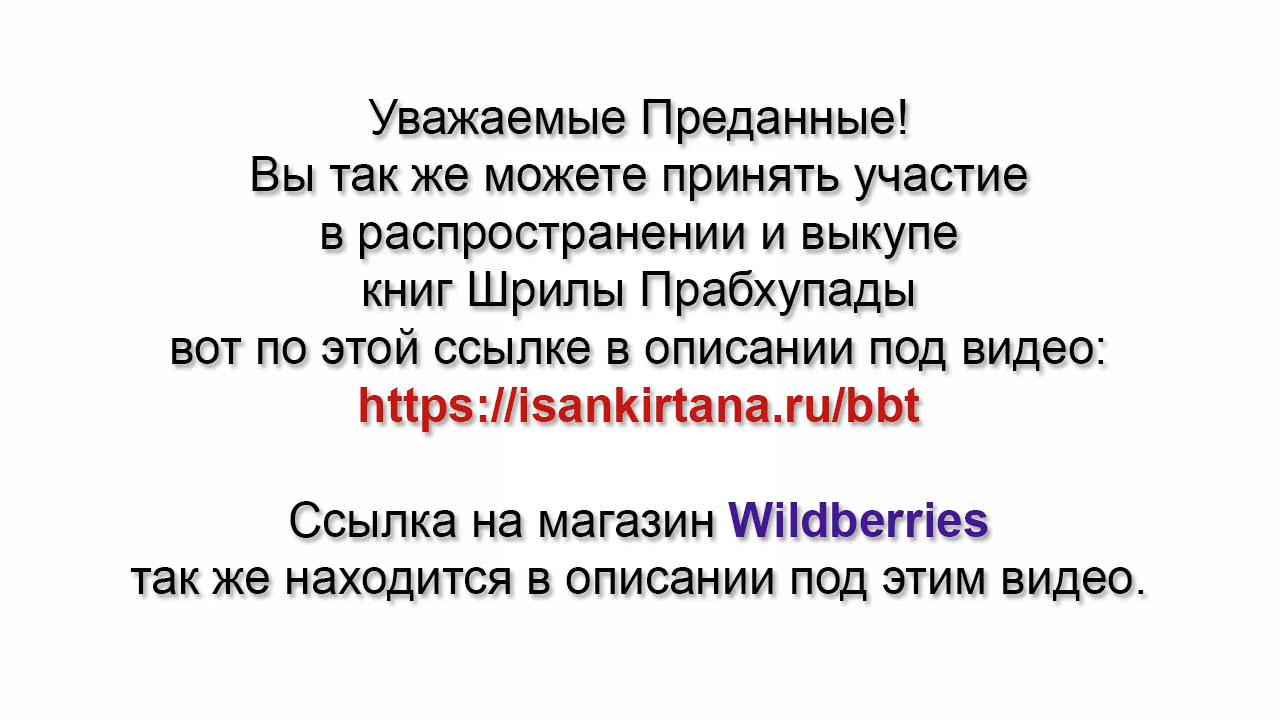 Уважаемые Преданные!
Вы так же можете принять участие
в распространении и выкупе
книг Шрилы Прабхупады
вот по этой ссылке в описании под видео:
https://isankirtana.ru/bbt
Ссылка на магазин Wildberries
так же находится в описании под этим видео.